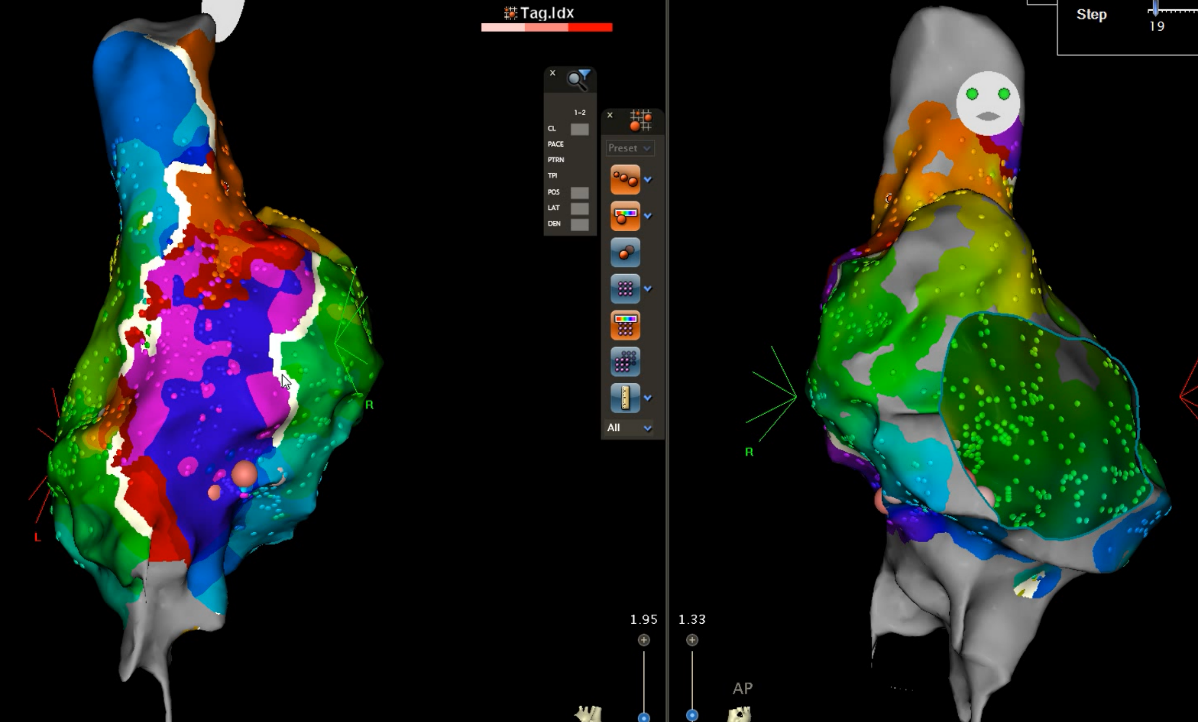 Tag.Idx
Step
19
x
1-2
CL
PACE
PTRN
TPI
POS
LAT
DEN
x
Preset
All
R
L
R
1.95
1.33
AP